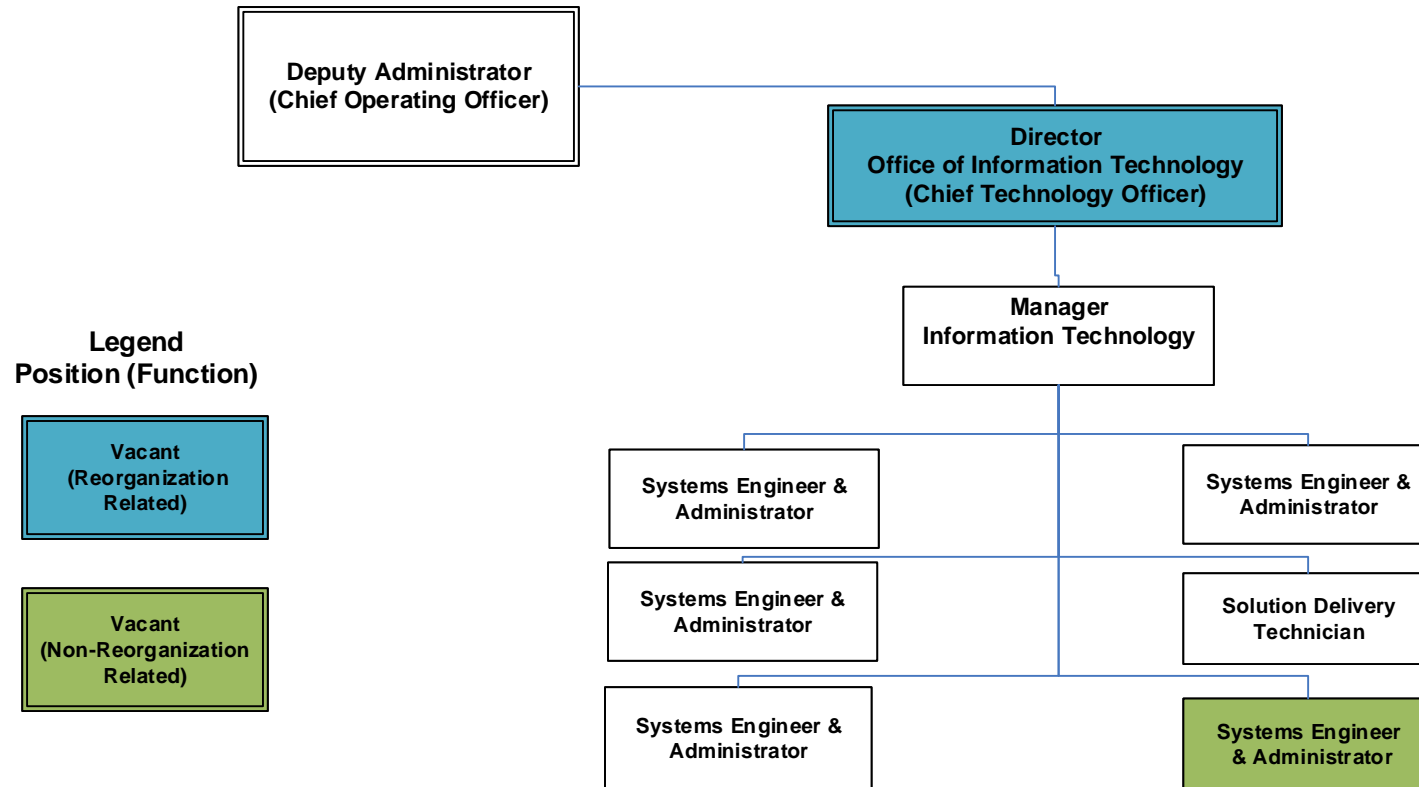 Deputy Administrator
(Chief Operating Officer)
Director
Office of Information Technology
(Chief Technology Officer)
Manager
Information Technology
Legend
Position (Function)
Vacant
(Reorganization
Related)
Vacant
(Non-Reorganization
Related)
Systems Engineer &
Administrator
Systems Engineer &
Administrator
Systems Engineer &
Administrator
Solution Delivery
Technician
Systems Engineer &
Administrator
Systems Engineer
& Administrator